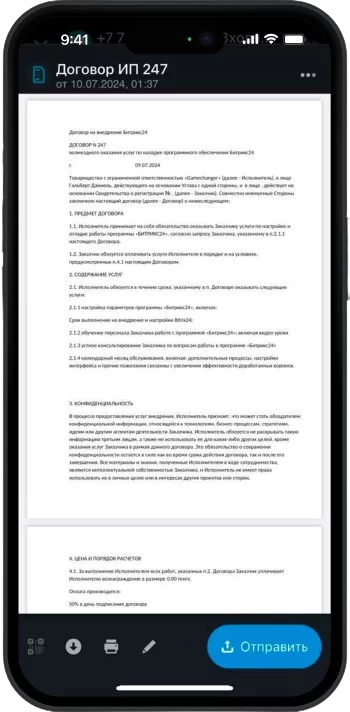 9:41
+7 7
Договор ИП 247
от 10.07.2024, 01:37
Договор на внедрение Битрикс24
ДОГОВОР N 247
возмездного оказания услуг по наладке программного обеспечения Битрикс24
г. 09.07.2024
Товарищество с ограниченной ответственностью «Gamechanger» (далее - Исполнитель), в лице
Гальберт Даниель, действующего на основании Устава с одной стороны, и в лице , действует на
основании Свидетельства о регистрации № . (далее - Заказчик). Совместно именуемые Стороны
заключили настоящий договор (далее - Договор) о нижеследующем:
1. ПРЕДМЕТ ДОГОВОРА
1.1. Исполнитель принимает на себя обязательство оказывать Заказчику услуги по настройке и
отладке работы программы «БИТРИКС24», согласно запросу Заказчика, указанному в п.2.1.1
настоящего Договора.
1.2. Заказчик обязуется оплачивать услуги Исполнителя в порядке и на условиях,
предусмотренных п.4.1 настоящим Договором.
2. СОДЕРЖАНИЕ УСЛУГ
2.1. Исполнитель обязуется в течение срока, указанному в п. Договора оказывать следующие
услуги:
2.1.1 настройка параметров программы «Битрикс24», включая:
Срок выполнения на внедрение и настройки Bitrix24:
2.1.2 обучение персонала Заказчика работе с программой «Битрикс24»; включая видео уроки
2.1.3 устное консультирование Заказчика по вопросам работы в программе «Битрикс24»
2.1.4 календарный месяц обслуживания, включая: дополнительные процессы, настройки
интерфейса и прочие пожелания связаны с увеличения эффективности доработанных воронок.
3. КОНФИДЕНЦИАЛЬНОСТЬ
В процессе предоставления услуг внедрения, Исполнитель признает, что может стать обладателем
конфиденциальной информации, относящейся к технологиям, бизнес-процессам, стратегиям,
идеям или другим аспектам деятельности Заказчика. Исполнитель обязуется не раскрывать такую
информацию третьим лицам, а также не использовать ее для каких-либо других целей, кроме
оказания услуг Заказчику в рамках данного договора. Это обязательство о сохранении
конфиденциальности остается в силе как во время срока действия договора, так и после его
завершения. Все материалы и знания, полученные Исполнителем в ходе сотрудничества,
являются интеллектуальной собственностью Заказчика, и Исполнитель не имеет права
использовать их в личных целях или в интересах других проектов или сторон.
4. ЦЕНА И ПОРЯДОК РАСЧЕТОВ
4.1. За выполнение Исполнителем всех работ, указанных п.2. Договора Заказчик уплачивает
Исполнителю вознаграждение в размере 0,00 тенге.
Оплата производится:
50% в день подписания договора
Отправить